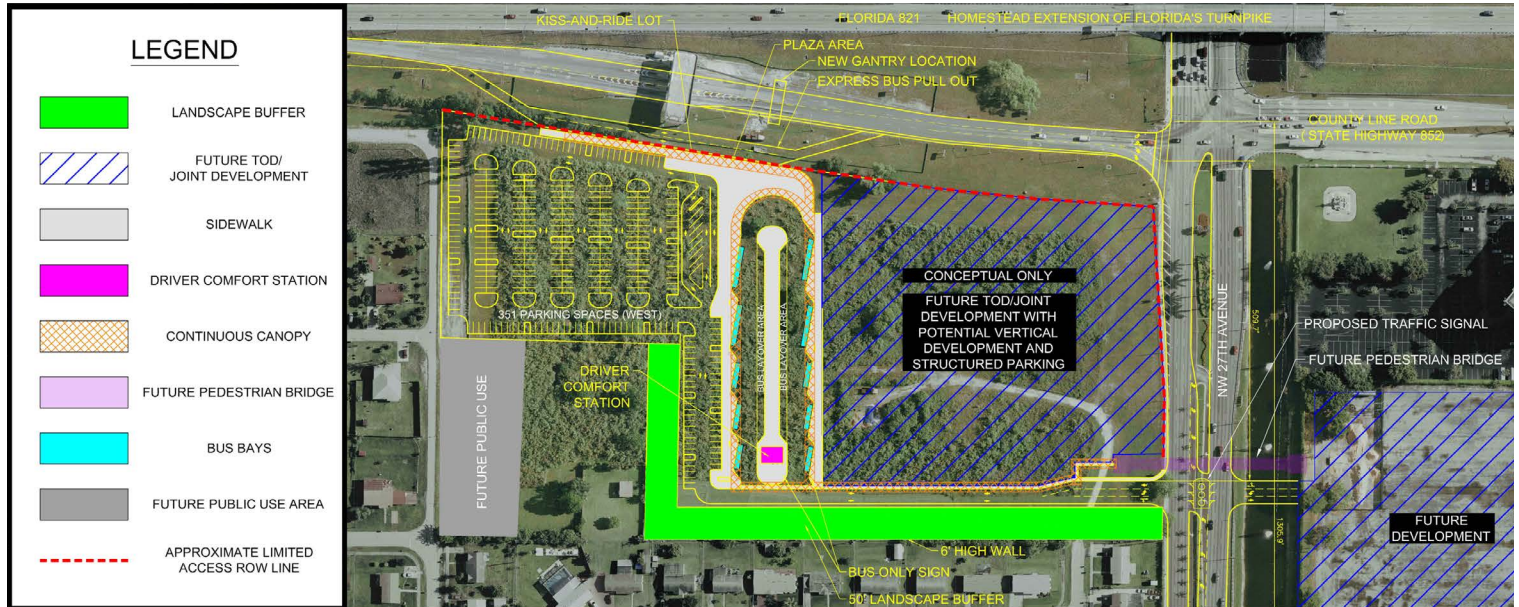 LEGEND
LANDSCAPE BUFFER
FUTURE TOD/
JOINT DEVELOPMENT
SIDEWALK
DRIVER COMFORT STATION
CONTINUOUS CANOPY
FUTURE PEDESTRIAN BRIDGE
BUS BAYS
FUTURE PUBLIC USE AREA
APPROXIMATE LIMITED
ACCESS ROW LINE
KISS-AND-RIDE LOT
FLORIDA 821 HOMESTEAD EXTENSION OF FLORIDA'S TURNPIKE
PLAZA AREA
NEW GANTRY LOCATION
EXPRESS BUS PULL OUT
COUNTY LINE ROAD
(STATE HIGHWAY 852)
CONCEPTUAL ONLY
FUTURE TOD/JOINT
DEVELOPMENT WITH
POTENTIAL VERTICAL
DEVELOPMENT AND
STRUCTURED PARKING
351 PARKING SPACES (WEST)
BUS LAYOVER AREA
BUS LAYOVER AREA
NW 27TH AVENUE
509.7'
PROPOSED TRAFFIC SIGNAL
FUTURE PEDESTRIAN BRIDGE
DRIVER
COMFORT
STATION
FUTURE PUBLIC USE
1305.9'
FUTURE
DEVELOPMENT
6' HIGH WALL
BUS ONLY SIGN
50' LANDSCAPE BUFFER